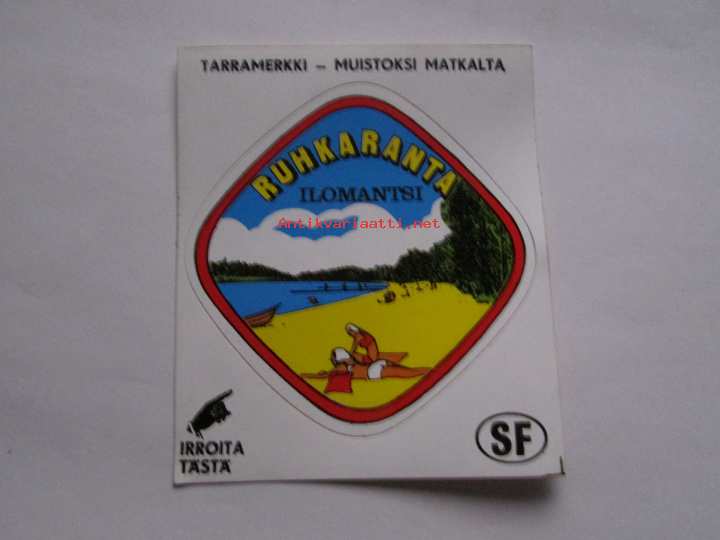 TARRAMERKKI – MUISTOKSI MATKALTA
RUHKARANTA
ILOMANTSI
Antikvariaatti.net
IRROITA
TÄSTÄ
SF